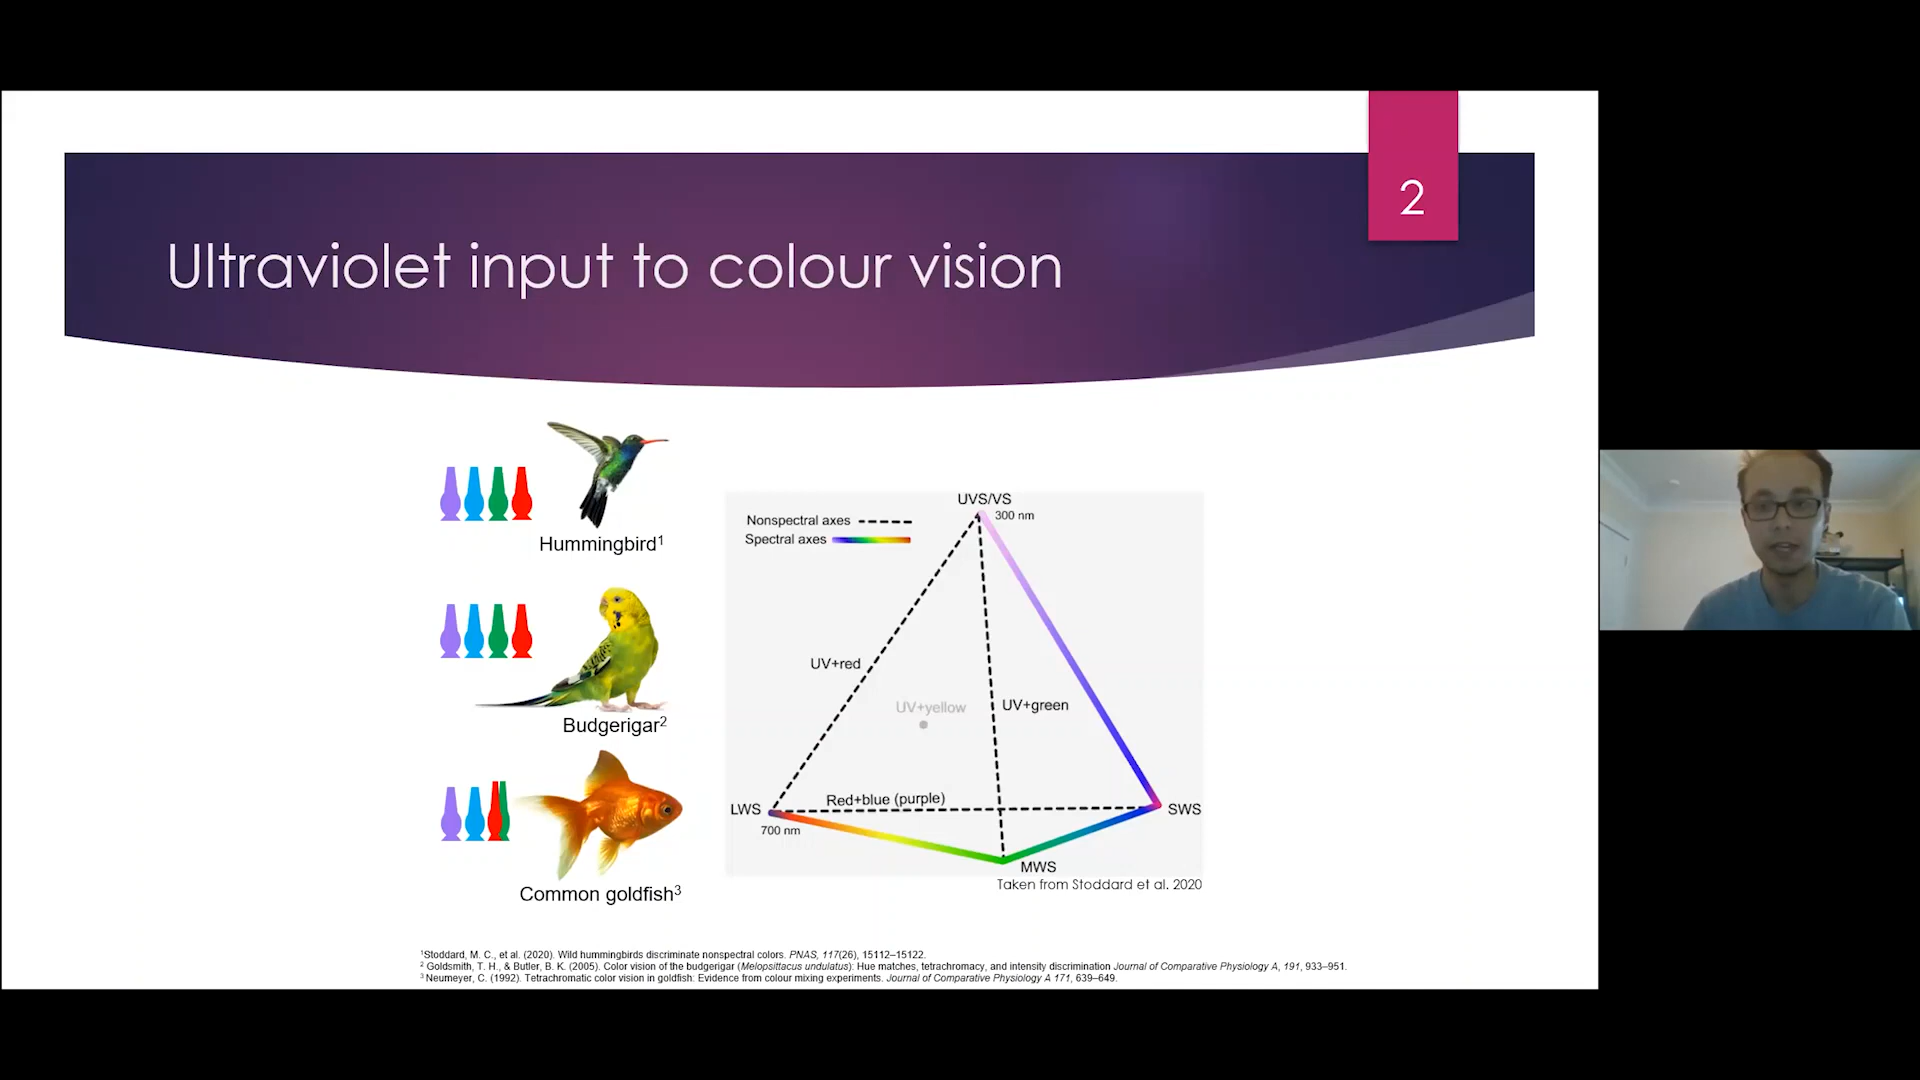 2
Ultraviolet input to colour vision
Hummingbird¹
Budgerigar²
Common goldfish³
UVS/VS
300 nm
Nonspectral axes
Spectral axes
UV+red
UV+yellow
UV+green
Red+blue (purple)
LWS
700 nm
SWS
MWS
Taken from Stoddard et al. 2020
¹Stoddard, M. C., et al. (2020). Wild hummingbirds discriminate nonspectral colors. PNAS, 117(26), 15112–15122.
² Goldsmith, T. H., & Butler, B. K. (2005). Color vision of the budgerigar (Melopsittacus undulatus): Hue matches, tetrachromacy, and intensity discrimination Journal of Comparative Physiology A, 191, 933–951.
³ Neumeyer, C. (1992). Tetrachromatic color vision in goldfish: Evidence from colour mixing experiments. Journal of Comparative Physiology A 171, 639–649.